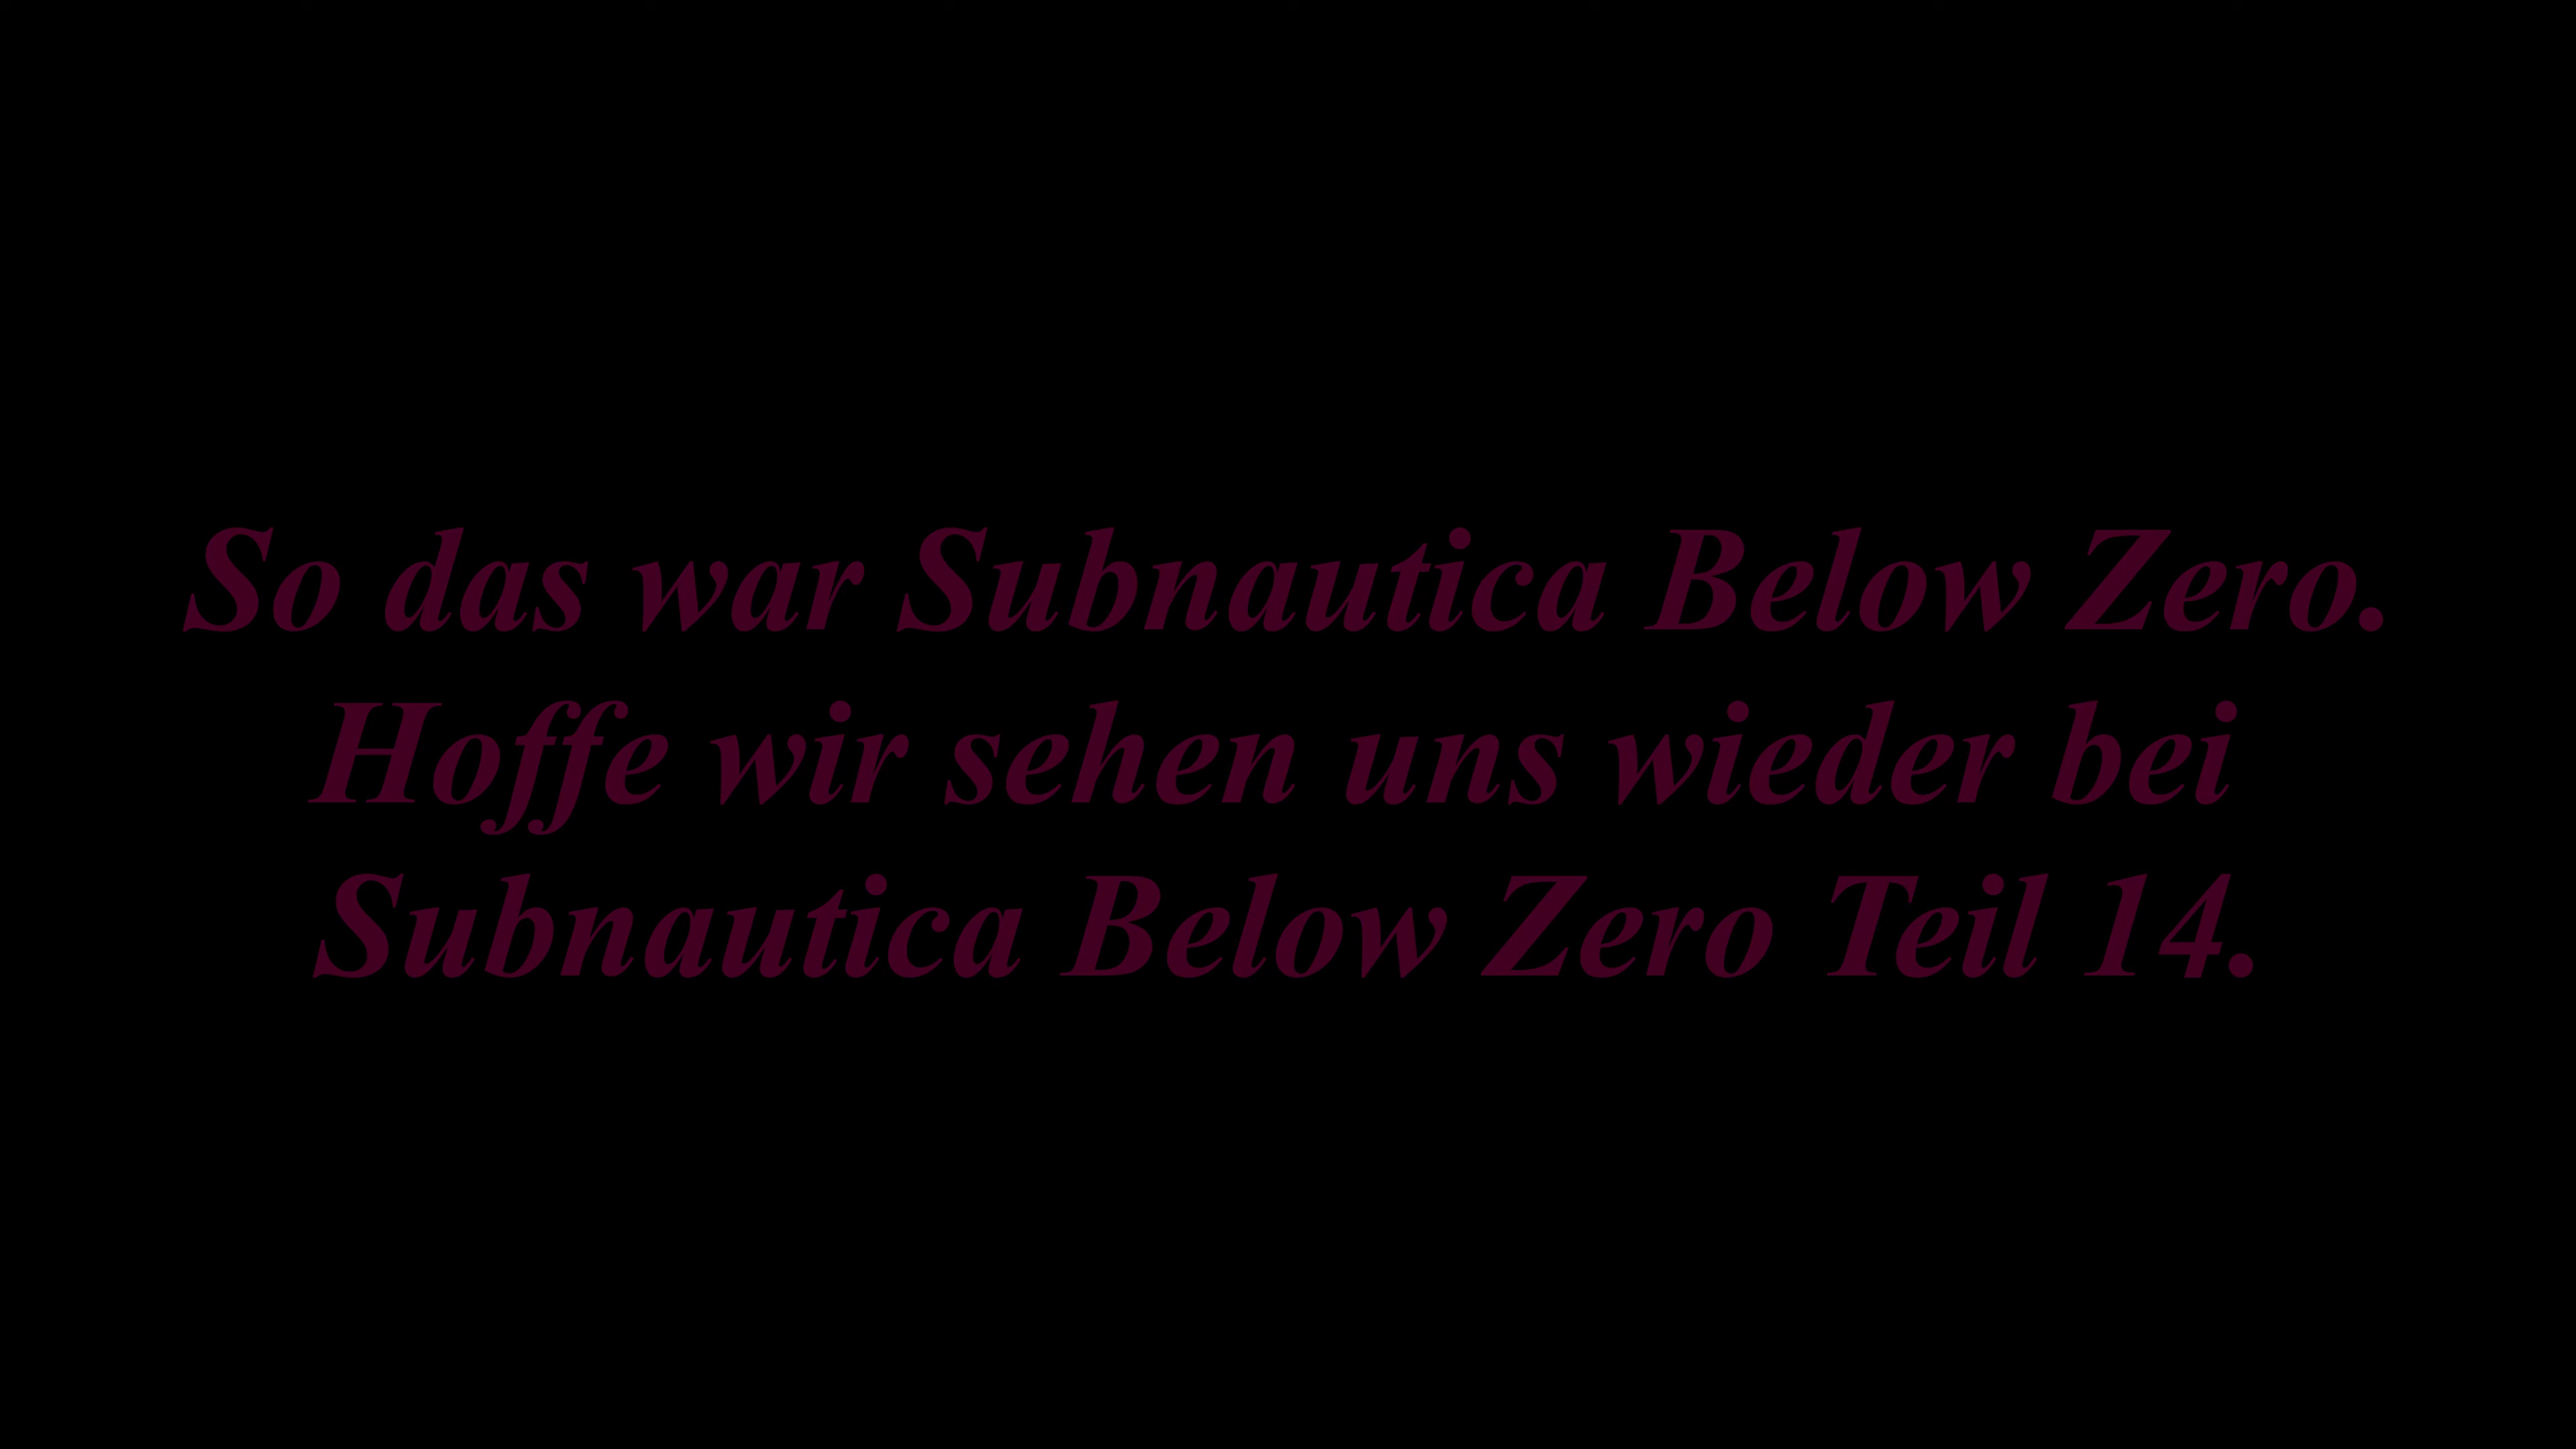 So das war Subnautica Below Zero.
Hoffe wir sehen uns wieder bei
Subnautica Below Zero Teil 14.